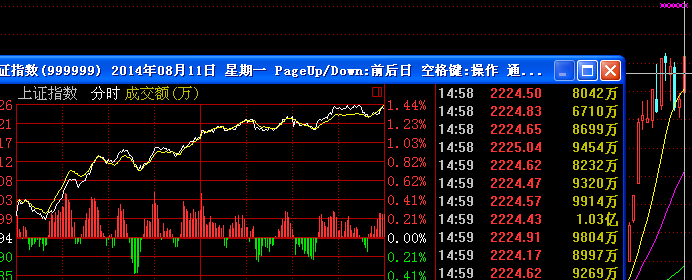 证指数(999999) 2014年08月11日 星期一 PageUp/Down:前后日 空格键:操作 通...
上证指数 分时 成交额(万)
26 1.44%
21 1.23%
17 1.03%
12 0.82%
08 0.62%
03 0.41%
99 0.21%
94 0.00%
90 0.21%
85 0.41%
14:58 2224.50 8042万
14:58 2224.83 6710万
14:58 2224.65 8699万
14:58 2225.04 9454万
14:59 2224.62 8232万
14:59 2224.47 9320万
14:59 2224.57 9914万
14:59 2224.43 1.03亿
14:59 2224.91 9804万
14:59 2224.17 8997万
14:59 2224.62 9269万